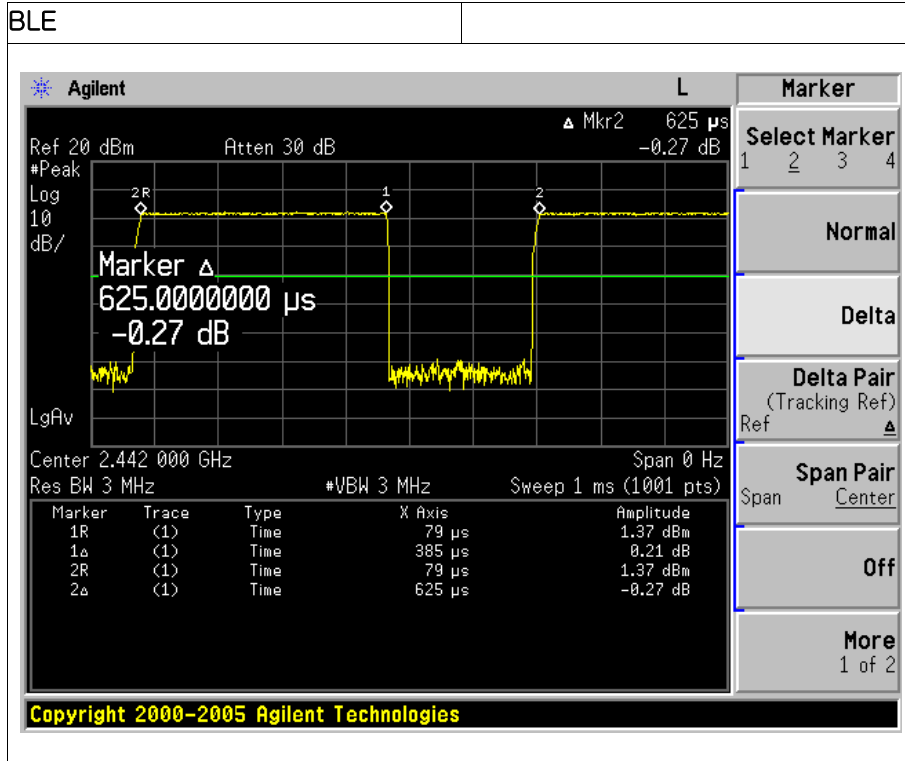 BLE
Agilent L
Δ Mkr2 625 µs
Ref 20 dBm Atten 30 dB -0.27 dB
#Peak
Log
10
dB/
2R 1 2
Marker Δ
625.0000000 µs
-0.27 dB
LgAv
Center 2.442 000 GHz Span 0 Hz
Res BW 3 MHz #VBW 3 MHz Sweep 1 ms (1001 pts)
Marker Trace Type X Axis Amplitude
1R (1) Time 79 µs 1.37 dBm
1Δ (1) Time 385 µs 0.21 dB
2R (1) Time 79 µs 1.37 dBm
2Δ (1) Time 625 µs -0.27 dB
Marker
Select Marker
1 2 3 4
Normal
Delta
Delta Pair
(Tracking Ref)
Ref Δ
Span Pair
Span Center
Off
More
1 of 2
Copyright 2000-2005 Agilent Technologies